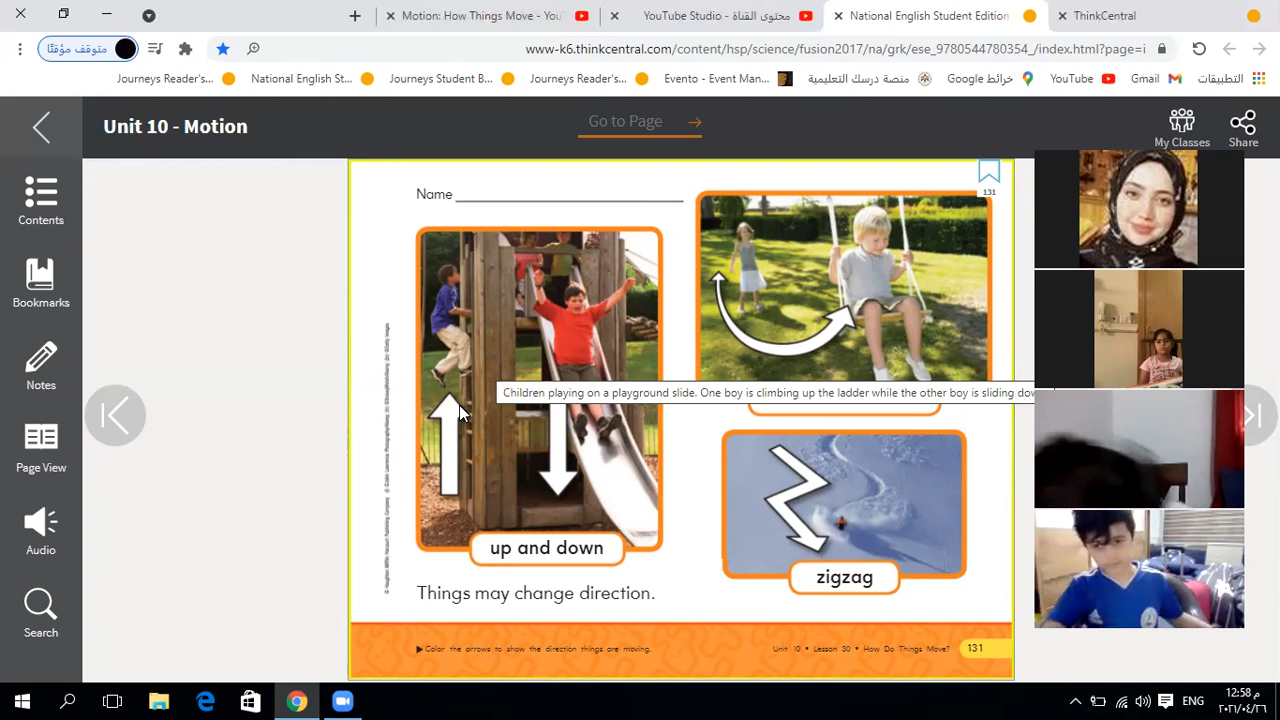 Motion: How Things Move - You
YouTube Studio - محتوى القناة
National English Student Edition
ThinkCentral
متوقف مؤقتًا
www-k6.thinkcentral.com/content/hsp/science/fusion2017/na/grk/ese_9780544780354_/index.html?page=i
Journeys Reader's...
National English St...
Journeys Student B...
Journeys Reader's...
Evento - Event Man...
منصة درسك التعليمية
خرائط Google
YouTube
Gmail
التطبيقات
Unit 10 - Motion
Go to Page
My Classes
Share
Contents
Bookmarks
Notes
Page View
Audio
Search
Name
131
Children playing on a playground slide. One boy is climbing up the ladder while the other boy is sliding dow
up and down
zigzag
Things may change direction.
Color the arrows to show the direction things are moving.
Unit 10 • Lesson 30 • How Do Things Move?
131
ENG
12:58 م
٢٠٢١/٠٤/٢٦